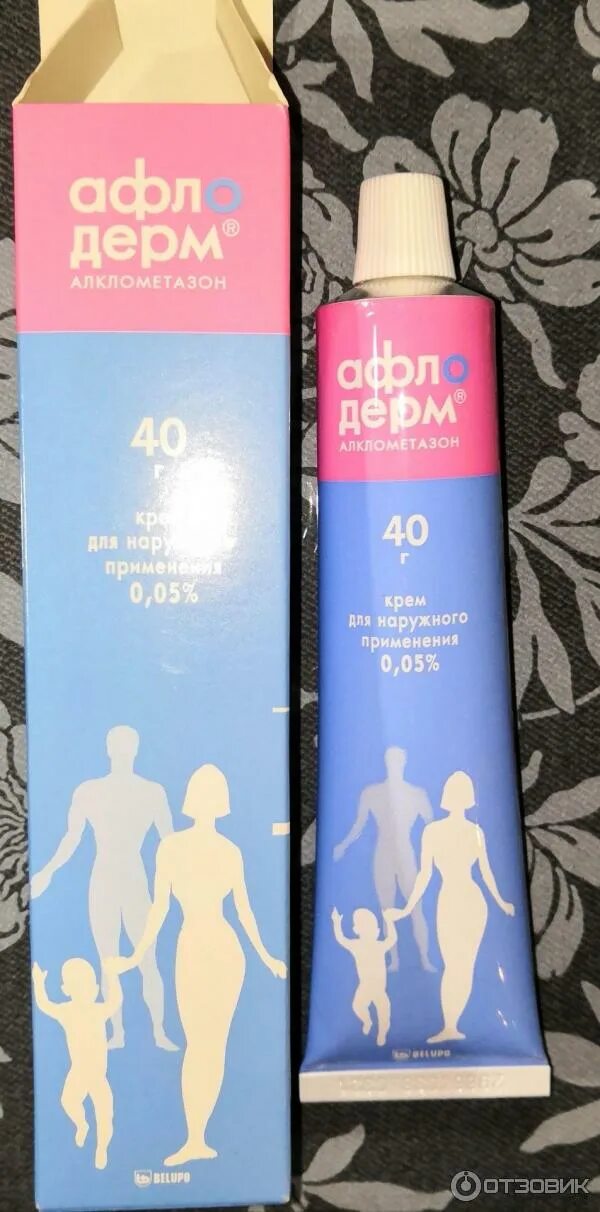 афло
дерм®
АЛКЛОМЕТАЗОН
40
г
крем
для наружного
применения
0,05%
BELUPO
афло
дерм®
АЛКЛОМЕТАЗОН
40
г
крем
для наружного
применения
0,05%
BELUPO
ОТЗОВИК